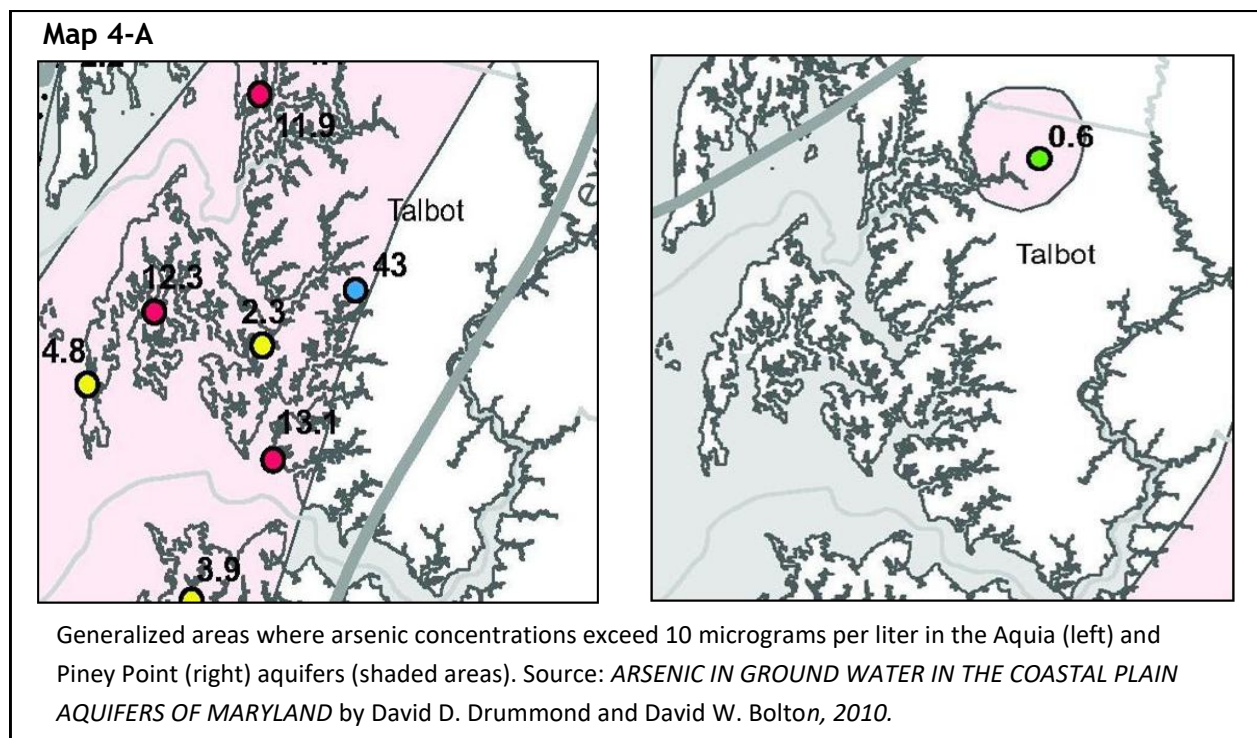 Map 4-A
11.9
Talbot
43
12.3
2.3
4.8
13.1
3.9
0.6
Talbot
Generalized areas where arsenic concentrations exceed 10 micrograms per liter in the Aquia (left) and
Piney Point (right) aquifers (shaded areas). Source: ARSENIC IN GROUND WATER IN THE COASTAL PLAIN
AQUIFERS OF MARYLAND by David D. Drummond and David W. Bolton, 2010.